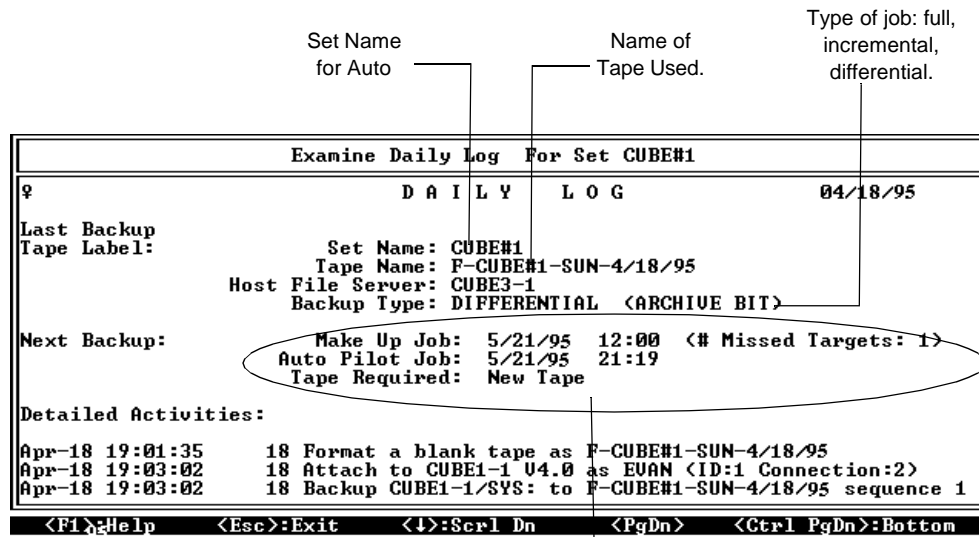 Set Name
for Auto
Name of
Tape Used.
Type of job: full,
incremental,
differential.
Examine Daily Log For Set CUBE#1
♀ D A I L Y L O G 04/18/95
Last Backup
Tape Label: Set Name: CUBE#1
Tape Name: F-CUBE#1-SUN-4/18/95
Host File Server: CUBE3-1
Backup Type: DIFFERENTIAL (ARCHIVE BIT)
Next Backup: Make Up Job: 5/21/95 12:00 (# Missed Targets: 1)
Auto Pilot Job: 5/21/95 21:19
Tape Required: New Tape
Detailed Activities:
Apr-18 19:01:35 18 Format a blank tape as F-CUBE#1-SUN-4/18/95
Apr-18 19:03:02 18 Attach to CUBE1-1 V4.0 as EVAN (ID:1 Connection:2)
Apr-18 19:03:02 18 Backup CUBE1-1/SYS: to F-CUBE#1-SUN-4/18/95 sequence 1
<F1>:Help <Esc>:Exit <↓>:Scrl Dn <PgDn> <Ctrl PgDn>:Bottom